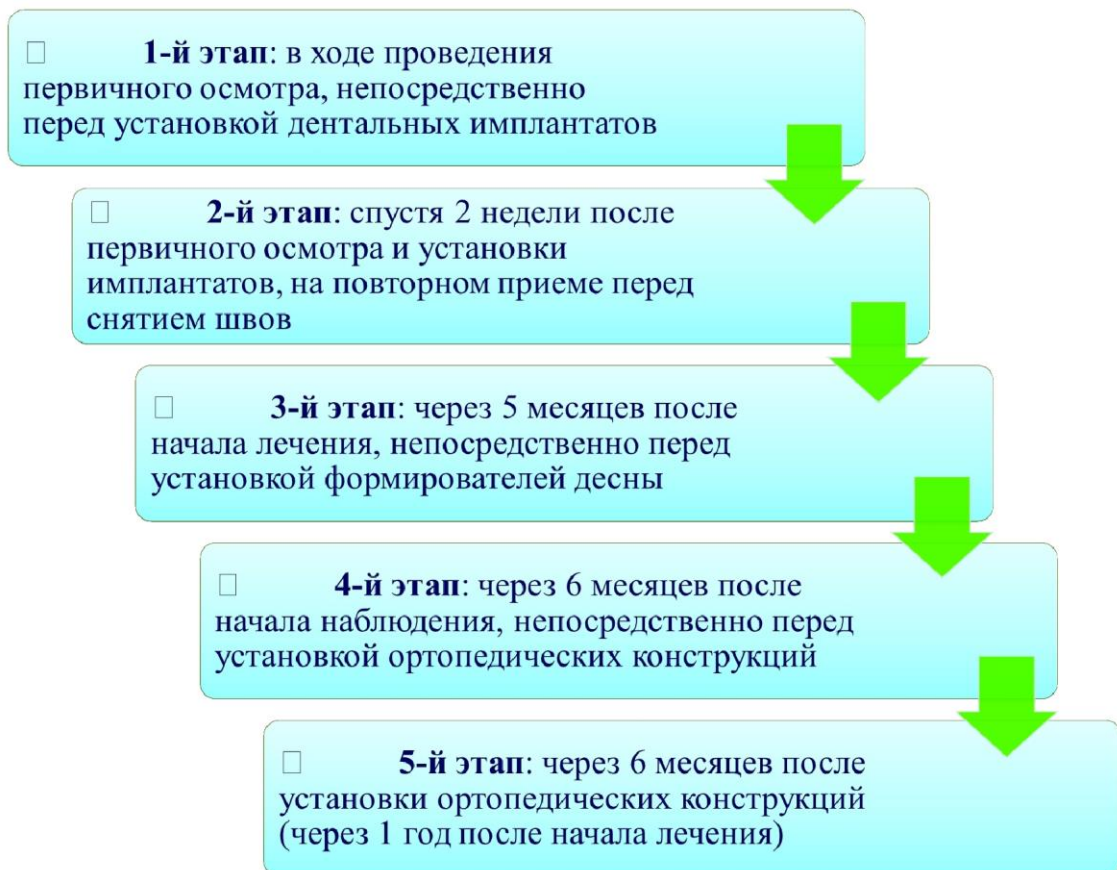 □ 1-й этап: в ходе проведения
первичного осмотра, непосредственно
перед установкой дентальных имплантатов
□ 2-й этап: спустя 2 недели после
первичного осмотра и установки
имплантатов, на повторном приеме перед
снятием швов
□ 3-й этап: через 5 месяцев после
начала лечения, непосредственно перед
установкой формирователей десны
□ 4-й этап: через 6 месяцев после
начала наблюдения, непосредственно перед
установкой ортопедических конструкций
□ 5-й этап: через 6 месяцев после
установки ортопедических конструкций
(через 1 год после начала лечения)